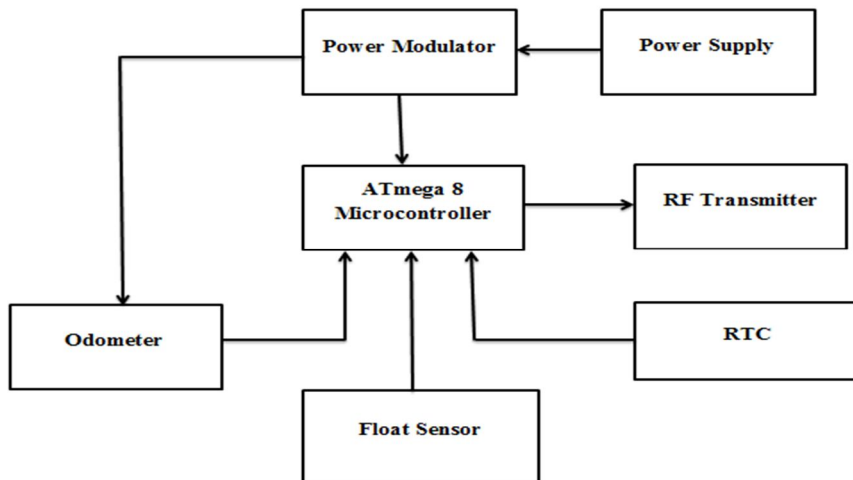 Power Modulator
Power Supply
ATmega 8
Microcontroller
RF Transmitter
Odometer
RTC
Float Sensor